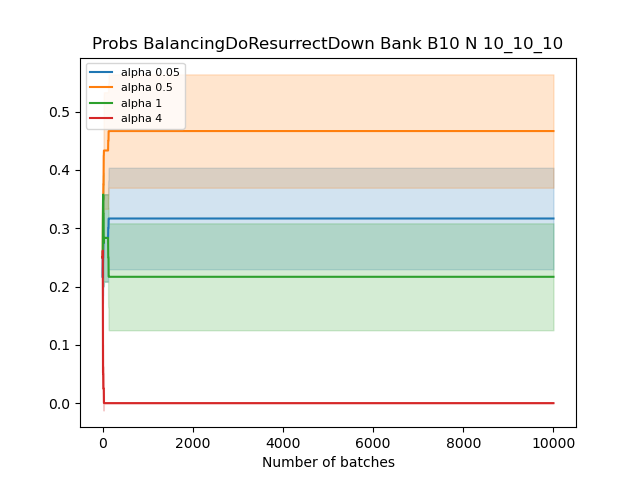 Probs BalancingDoResurrectDown Bank B10 N 10_10_10
alpha 0.05
alpha 0.5
alpha 1
alpha 4
0.5
0.4
0.3
0.2
0.1
0.0
0 2000 4000 6000 8000 10000
Number of batches